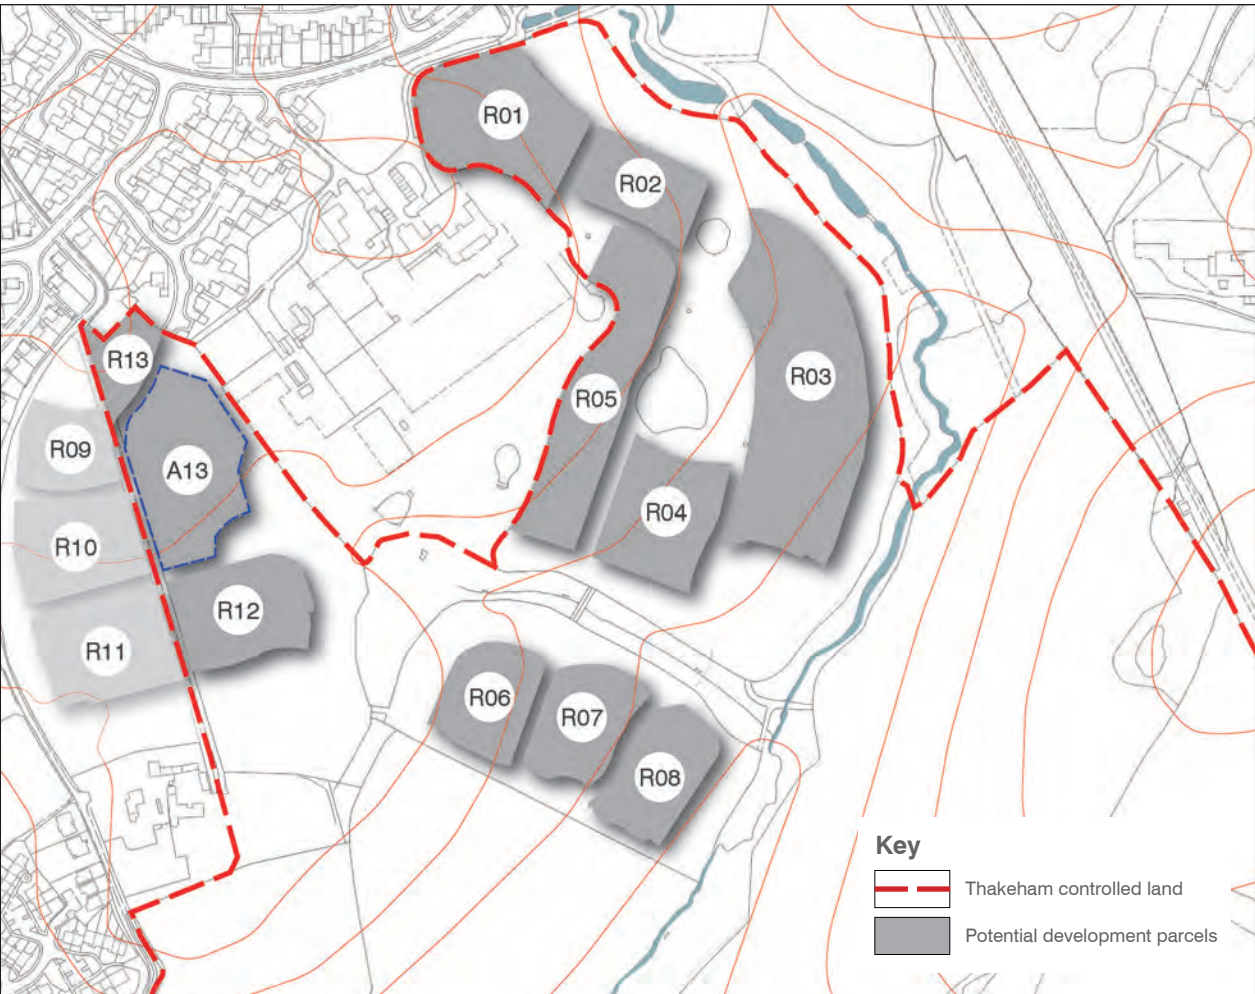 R01
R02
R13
R03
R05
R09
A13
R04
R10
R12
R11
R06
R07
R08
Key
Thakeham controlled land
Potential development parcels